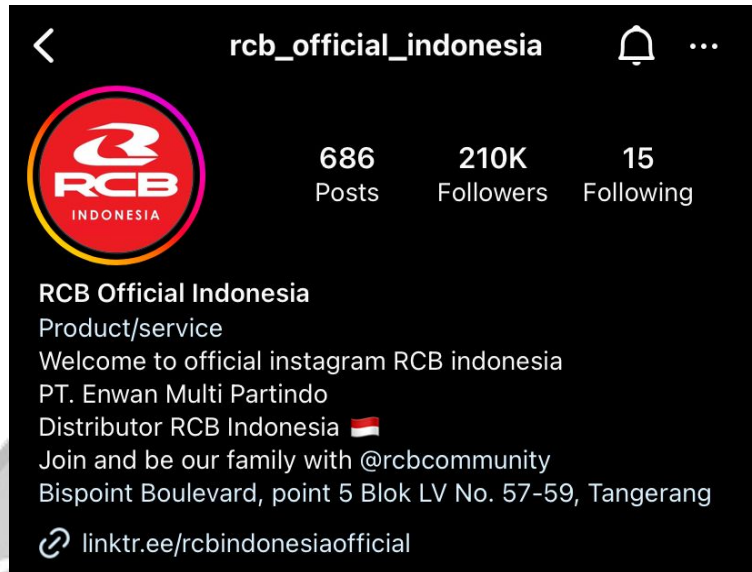 rcb_official_indonesia
RCB
INDONESIA
686 210K 15
Posts Followers Following
RCB Official Indonesia
Product/service
Welcome to official instagram RCB indonesia
PT. Enwan Multi Partindo
Distributor RCB Indonesia 🇮🇩
Join and be our family with @rcbcommunity
Bispoint Boulevard, point 5 Blok LV No. 57-59, Tangerang
linktr.ee/rcbindonesiaofficial